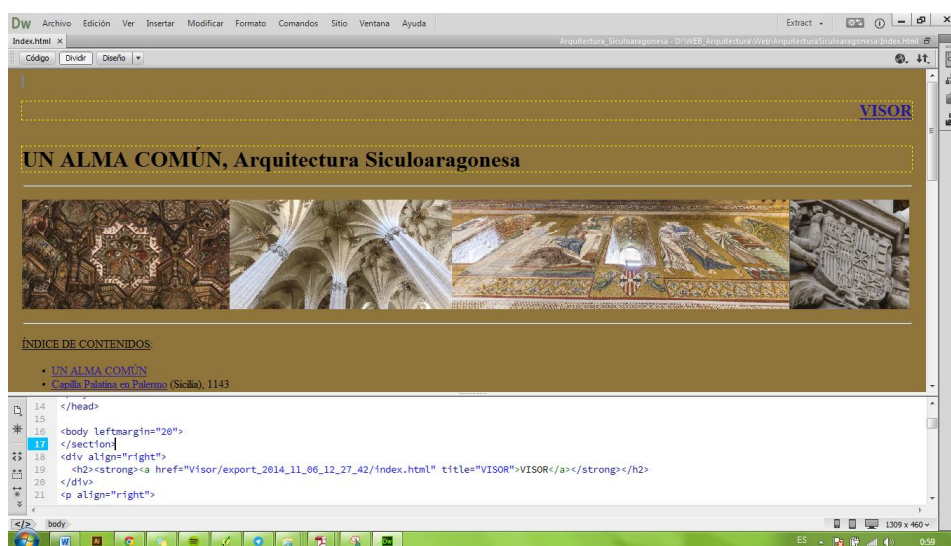 Dw Archivo Edición Ver Insertar Modificar Formato Comandos Sitio Ventana Ayuda Extract
Index.html × Arquitectura_Siculoaragonesa - D:\WEB_Arquitectura\Web\ArquitecturaSiculoaragonesa\Index.html
Código Dividir Diseño
VISOR
UN ALMA COMÚN, Arquitectura Siculoaragonesa
ÍNDICE DE CONTENIDOS:
• UN ALMA COMÚN
• Capilla Palatina en Palermo (Sicilia), 1143
14 </head>
15
16 <body leftmargin="20">
17 </section>
18 <div align="right">
19 <h2><strong><a href="Visor/export_2014_11_06_12_27_42/index.html" title="VISOR">VISOR</a></strong></h2>
20 </div>
21 <p align="right">
</> body 1309 x 460
W Ai Dw ES 0:59